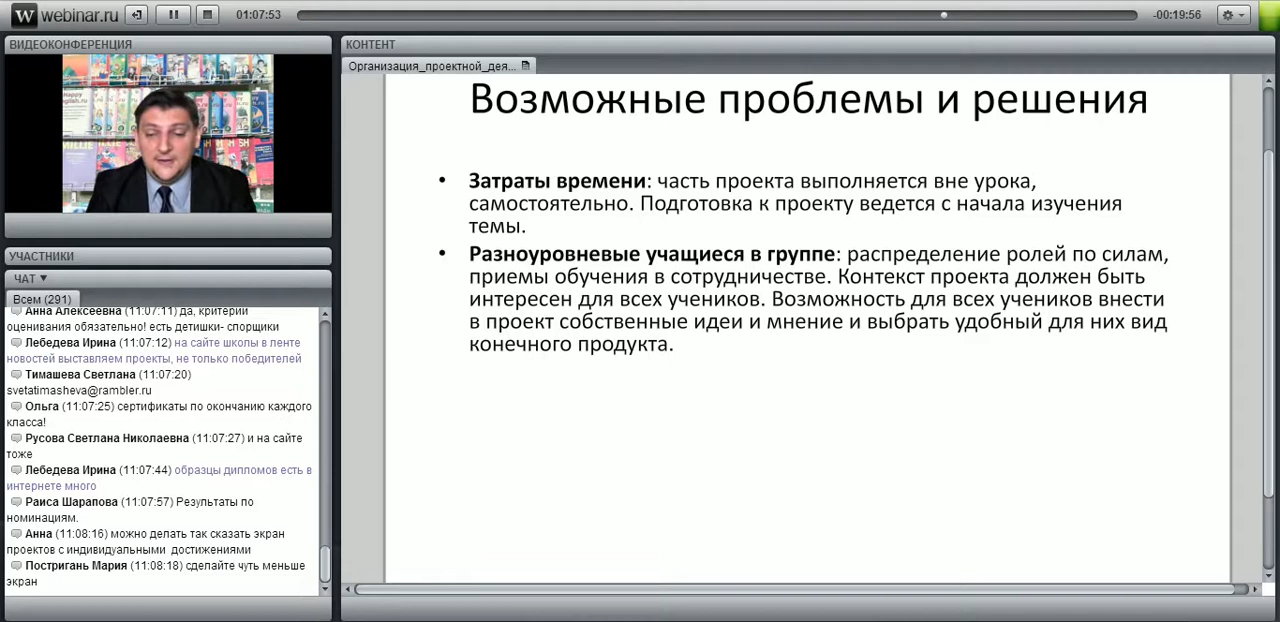 W webinar.ru
01:07:53
-00:19:56
ВИДЕОКОНФЕРЕНЦИЯ
УЧАСТНИКИ
ЧАТ
Всем (291)
Анна Алексеевна (11:07:11) да, критерии
оценивания обязательно! есть детишки- спорщики
Лебедева Ирина (11:07:12) на сайте школы в ленте
новостей выставляем проекты, не только победителей
Тимашева Светлана (11:07:20)
svetatimasheva@rambler.ru
Ольга (11:07:25) сертификаты по окончанию каждого
класса!
Русова Светлана Николаевна (11:07:27) и на сайте
тоже
Лебедева Ирина (11:07:44) образцы дипломов есть в
интернете много
Раиса Шарапова (11:07:57) Результаты по
номинациям.
Анна (11:08:16) можно делать так сказать экран
проектов с индивидуальными достижениями
Постригань Мария (11:08:18) сделайте чуть меньше
экран
КОНТЕНТ
Организация_проектной_дея...
Возможные проблемы и решения
• Затраты времени: часть проекта выполняется вне урока,
самостоятельно. Подготовка к проекту ведется с начала изучения
темы.
• Разноуровневые учащиеся в группе: распределение ролей по силам,
приемы обучения в сотрудничестве. Контекст проекта должен быть
интересен для всех учеников. Возможность для всех учеников внести
в проект собственные идеи и мнение и выбрать удобный для них вид
конечного продукта.